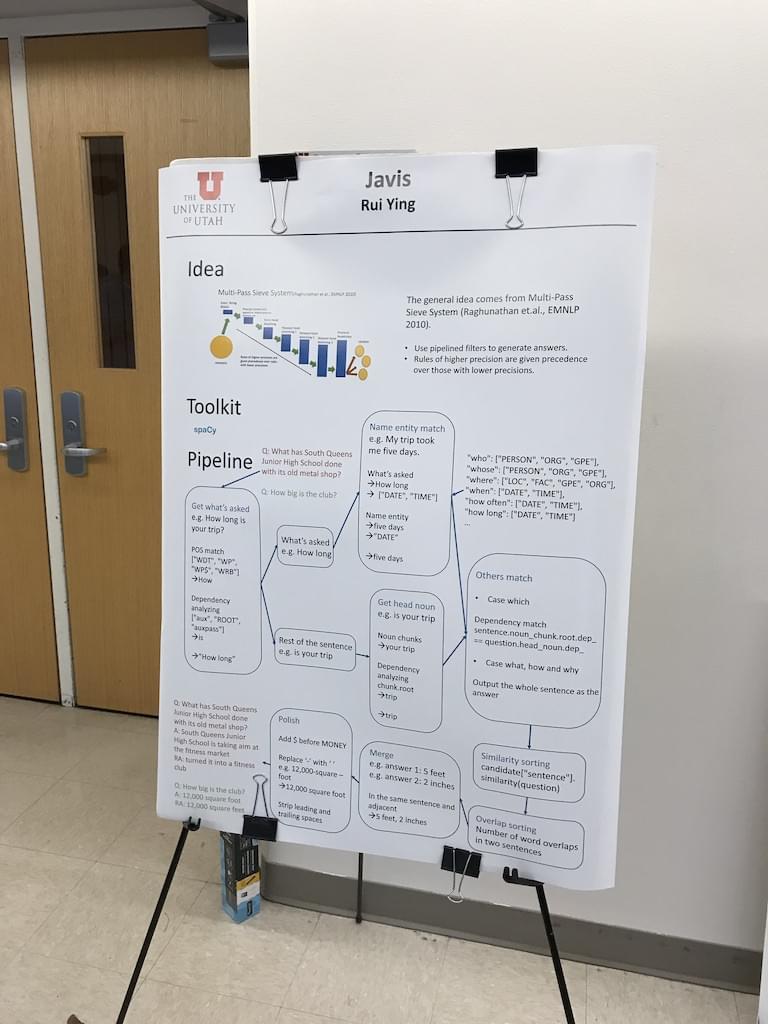 THE
UNIVERSITY
OF UTAH
Javis
Rui Ying
Idea
Multi-Pass Sieve System(Raghunathan et al., EMNLP 2010)
The general idea comes from Multi-Pass
Sieve System (Raghunathan et.al., EMNLP
2010).
• Use pipelined filters to generate answers.
• Rules of higher precision are given precedence
over those with lower precisions.
Toolkit
spaCy
Pipeline
Q: What has South Queens
Junior High School done
with its old metal shop?
Q: How big is the club?
Get what's asked
e.g. How long is
your trip?
POS match
["WDT", "WP",
"WP$", "WRB"]
→How
Dependency
analyzing
["aux", "ROOT",
"auxpass"]
→is
→"How long"
What's asked
e.g. How long
Rest of the sentence
e.g. is your trip
Name entity match
e.g. My trip took
me five days.
What's asked
→How long
→ ["DATE", "TIME"]
Name entity
→five days
→"DATE"
→five days
Get head noun
e.g. is your trip
Noun chunks
→your trip
Dependency
analyzing
chunk.root
→trip
→trip
"who": ["PERSON", "ORG", "GPE"],
"whose": ["PERSON", "ORG", "GPE"],
"where": ["LOC", "FAC", "GPE", "ORG"],
"when": ["DATE", "TIME"],
"how often": ["DATE", "TIME"],
"how long": ["DATE", "TIME"]
...
Others match
• Case which
Dependency match
sentence.noun_chunk.root.dep_
== question.head_noun.dep_
• Case what, how and why
Output the whole sentence as the
answer
Similarity sorting
candidate["sentence"].
similarity(question)
Overlap sorting
Number of word overlaps
in two sentences
Merge
e.g. answer 1: 5 feet
e.g. answer 2: 2 inches
In the same sentence and
adjacent
→5 feet, 2 inches
Polish
Add $ before MONEY
Replace '-' with ' '
e.g. 12,000-square –
foot
→12,000 square foot
Strip leading and
trailing spaces
Q: What has South Queens
Junior High School done
with its old metal shop?
A: South Queens Junior
High School is taking aim at
the fitness market
RA: turned it into a fitness
club
Q: How big is the club?
A: 12,000 square foot
RA: 12,000 square feet